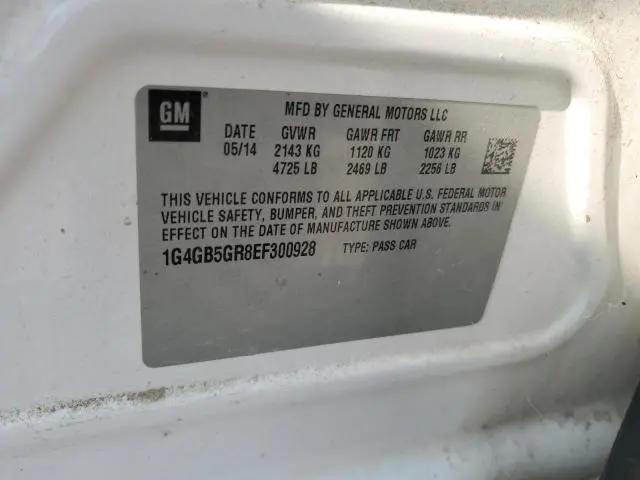 GM
MFD BY GENERAL MOTORS LLC
DATE GVWR GAWR FRT GAWR RR
05/14 2143 KG 1120 KG 1023 KG
4725 LB 2469 LB 2256 LB
THIS VEHICLE CONFORMS TO ALL APPLICABLE U.S. FEDERAL MOTOR
VEHICLE SAFETY, BUMPER, AND THEFT PREVENTION STANDARDS IN
EFFECT ON THE DATE OF MANUFACTURE SHOWN ABOVE.
1G4GB5GR8EF300928 TYPE: PASS CAR